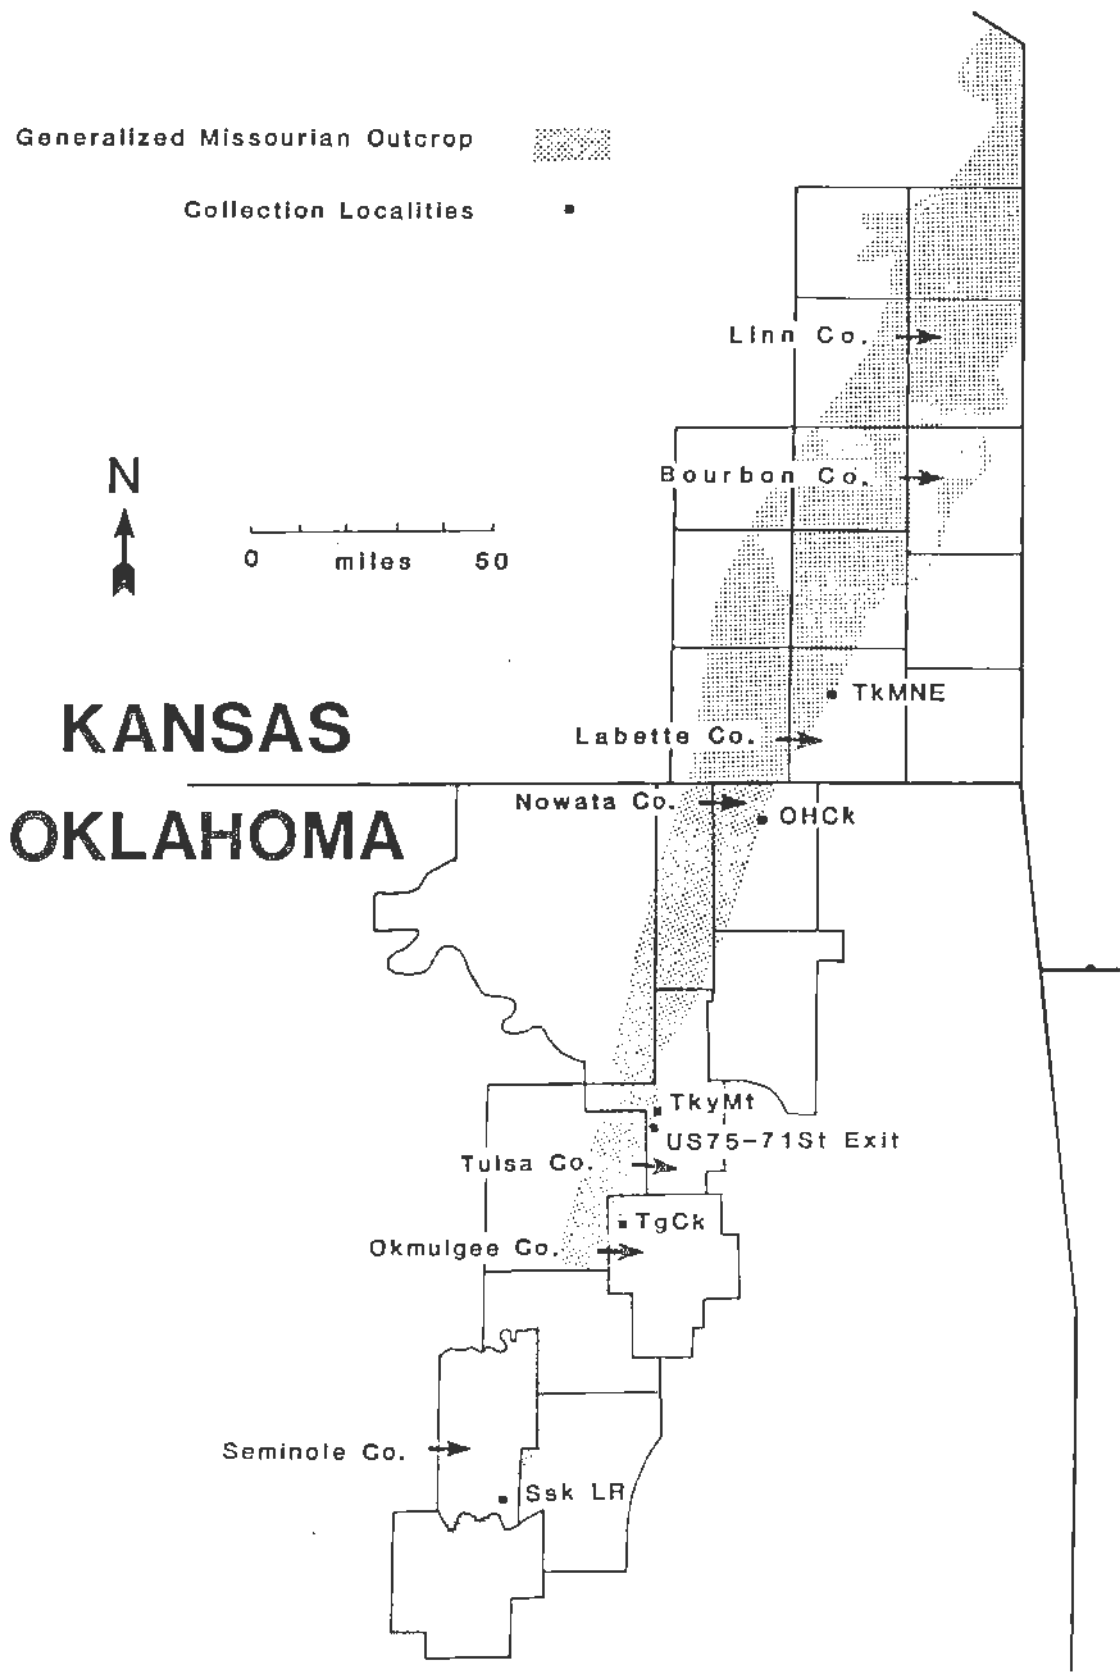 Generalized Missourian Outcrop
Collection Localities
Linn Co.
Bourbon Co.
N
0 miles 50
TkMNE
KANSAS
Labette Co.
Nowata Co.
OHCk
OKLAHOMA
TkyMt
US75-71St Exit
Tulsa Co.
TgCk
Okmulgee Co.
Seminole Co.
Ssk LR